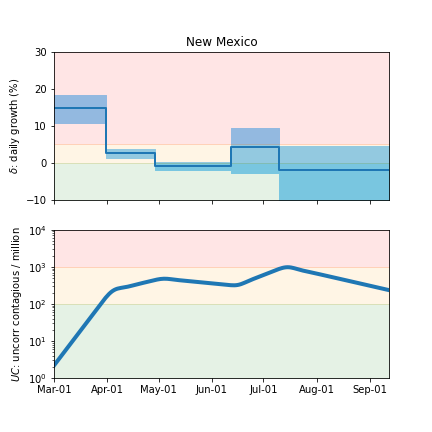 New Mexico
δ: daily growth (%)
30
20
10
0
−10
UC: uncorr contagious / million
10⁴
10³
10²
10¹
10⁰
Mar-01 Apr-01 May-01 Jun-01 Jul-01 Aug-01 Sep-01